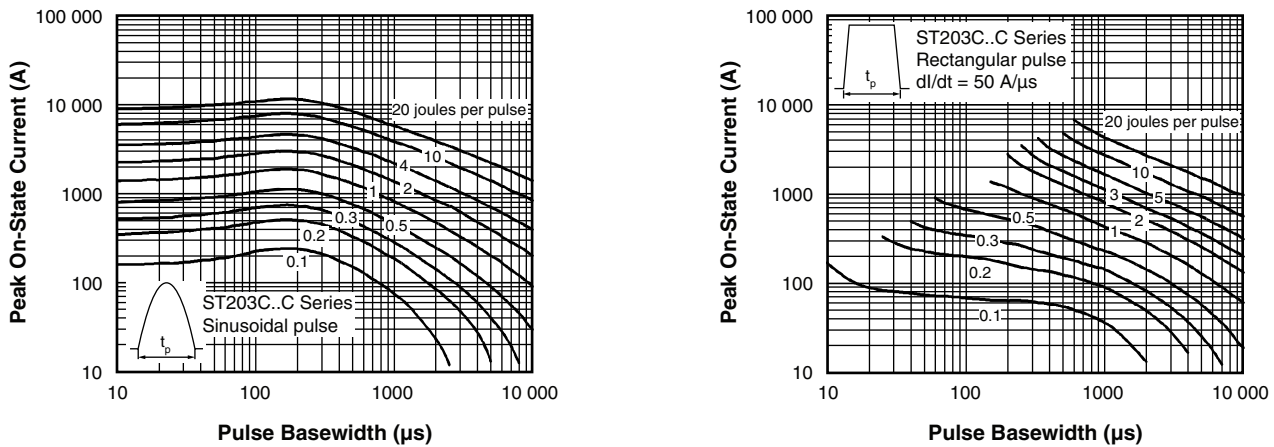 100 000
10 000
1000
100
10
Peak On-State Current (A)
20 joules per pulse
10
4
2
1
0.5
0.3
0.2
0.1
tp
ST203C..C Series
Sinusoidal pulse
10
100
1000
10 000
Pulse Basewidth (µs)
100 000
10 000
1000
100
10
Peak On-State Current (A)
tp
ST203C..C Series
Rectangular pulse
dI/dt = 50 A/µs
20 joules per pulse
10
5
3
2
1
0.5
0.3
0.2
0.1
10
100
1000
10 000
Pulse Basewidth (µs)